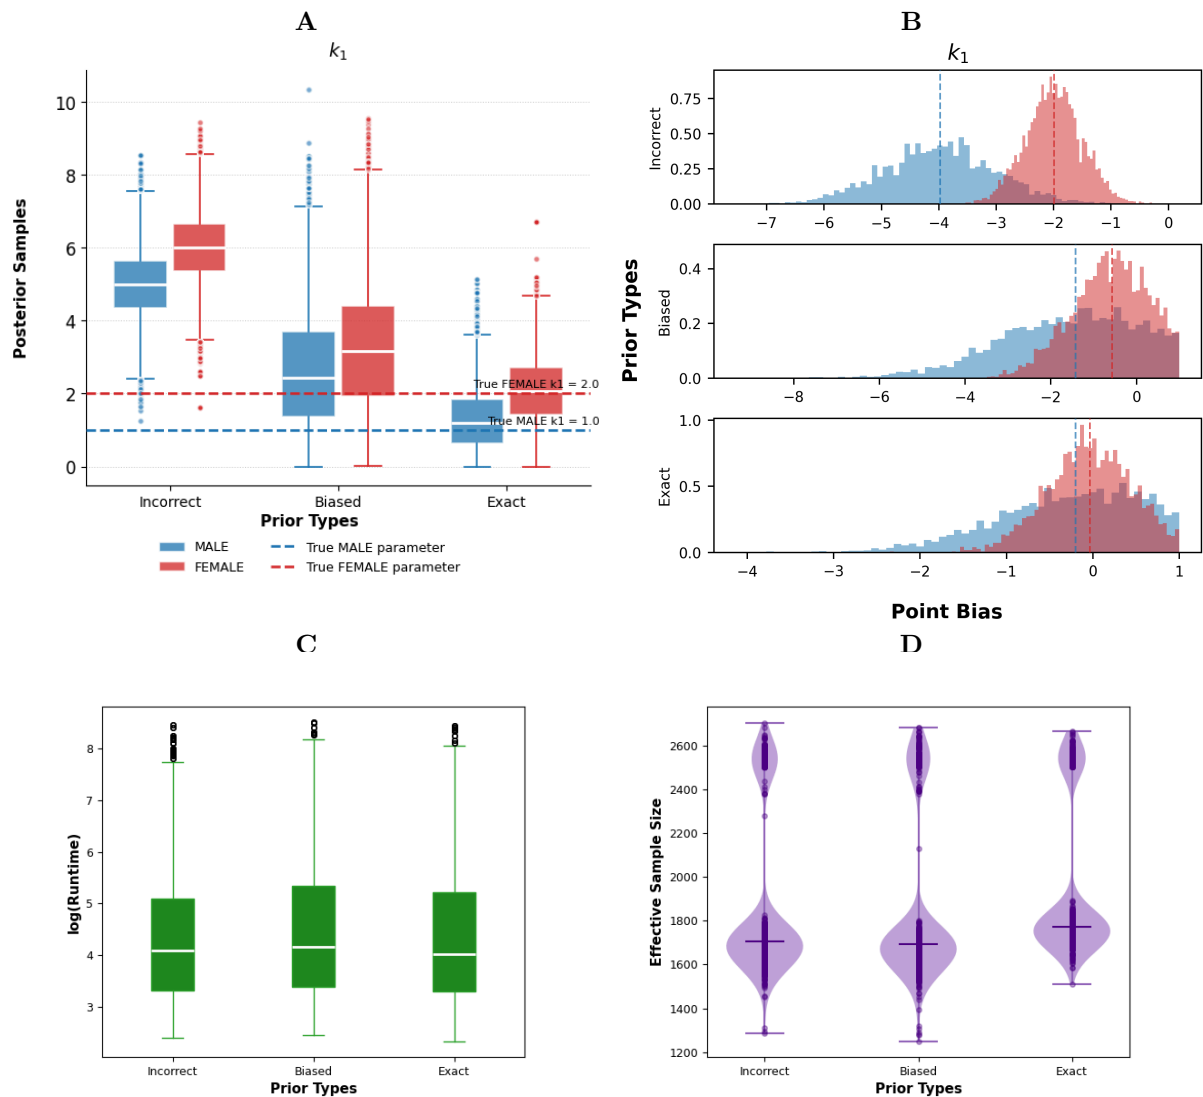 A
k1
10
8
6
4
2
0
Posterior Samples
True FEMALE k1 = 2.0
True MALE k1 = 1.0
Incorrect
Biased
Exact
Prior Types
MALE
FEMALE
True MALE parameter
True FEMALE parameter
B
k1
Prior Types
Incorrect
0.75
0.50
0.25
0.00
−7 −6 −5 −4 −3 −2 −1 0
Biased
0.4
0.2
0.0
−8 −6 −4 −2 0
Exact
1.0
0.5
0.0
−4 −3 −2 −1 0 1
Point Bias
C
log(Runtime)
8
7
6
5
4
3
Incorrect Biased Exact
Prior Types
D
Effective Sample Size
2600
2400
2200
2000
1800
1600
1400
1200
Incorrect Biased Exact
Prior Types